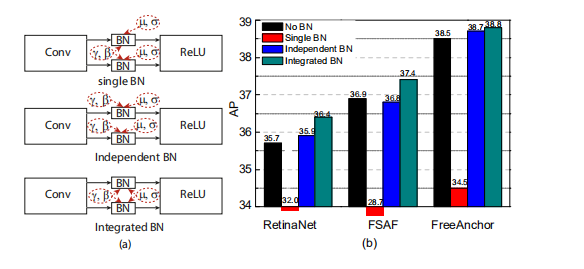 Conv
BN
BN
μ, σ
γ, β
μ, σ
ReLU
single BN
Conv
γ, β
BN
μ, σ
γ, β
BN
μ, σ
ReLU
Independent BN
Conv
BN
γ, β
μ, σ
BN
ReLU
Integrated BN
(a)
AP
39
38
37
36
35
34
No BN
Single BN
Independent BN
Integrated BN
35.7
32.0
35.9
36.4
36.9
28.7
36.8
37.4
38.5
34.5
38.7
38.8
RetinaNet
FSAF
FreeAnchor
(b)